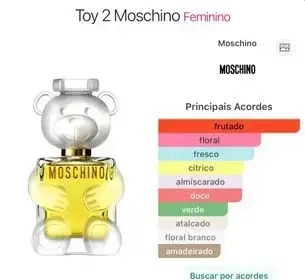 Toy 2 Moschino Feminino
Moschino
MOSCHINO
Principais Acordes
frutado
floral
fresco
cítrico
almiscarado
doce
verde
atalcado
floral branco
amadeirado
Buscar por acordes
MOSCHINO